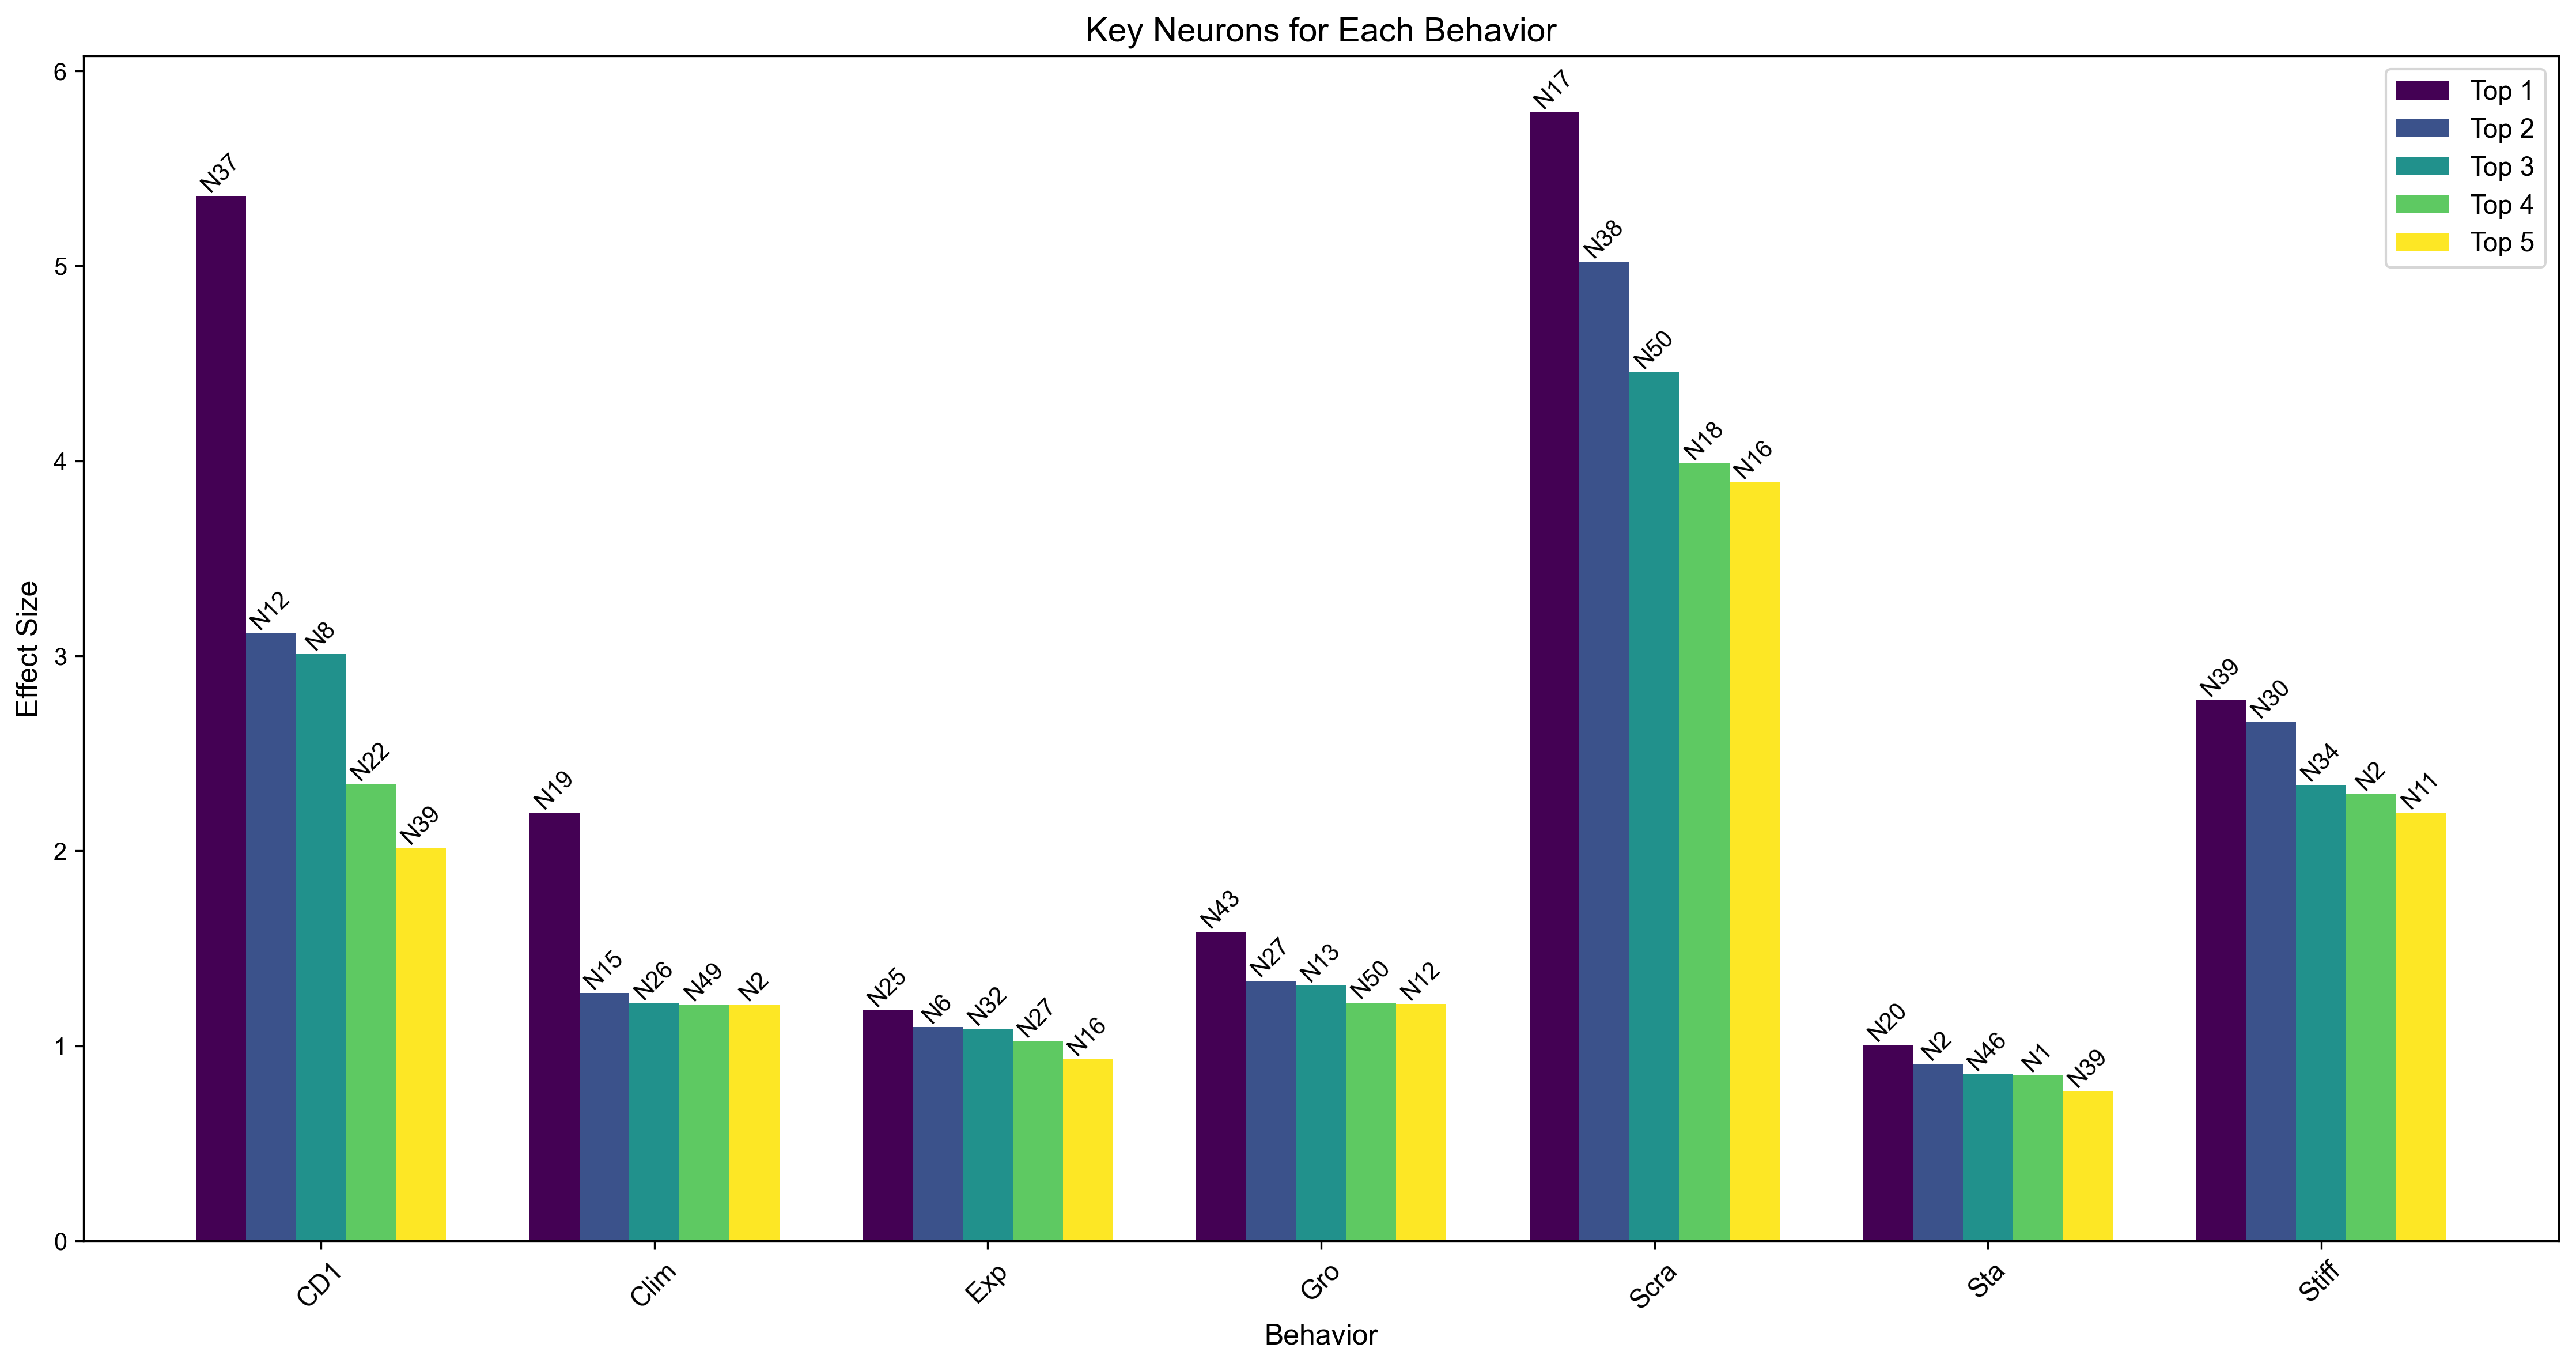 Key Neurons for Each Behavior
Top 1
Top 2
Top 3
Top 4
Top 5
Effect Size
6
5
4
3
2
1
0
N37
N12
N8
N22
N39
N19
N15
N26
N49
N2
N25
N6
N32
N27
N16
N43
N27
N13
N50
N12
N17
N38
N50
N18
N16
N20
N2
N46
N1
N39
N39
N30
N34
N2
N11
CD1
Clim
Exp
Gro
Scra
Sta
Stiff
Behavior